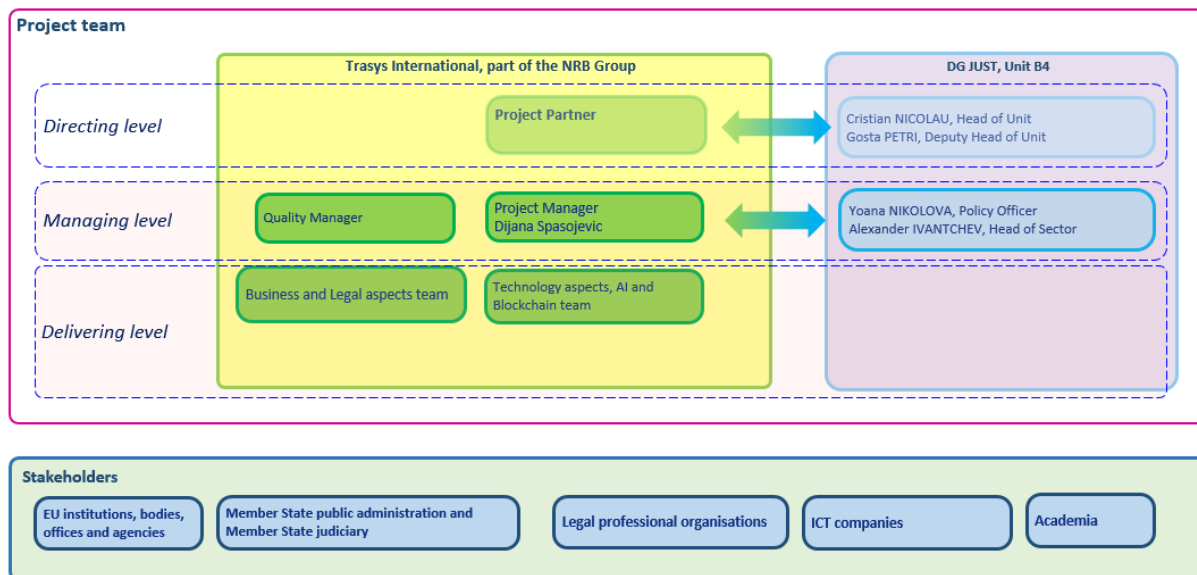 Project team
Trasys International, part of the NRB Group
DG JUST, Unit B4
Directing level
Project Partner
Cristian NICOLAU, Head of Unit
Gosta PETRI, Deputy Head of Unit
Managing level
Quality Manager
Project Manager
Dijana Spasojevic
Yoana NIKOLOVA, Policy Officer
Alexander IVANTCHEV, Head of Sector
Delivering level
Business and Legal aspects team
Technology aspects, AI and
Blockchain team
Stakeholders
EU institutions, bodies,
offices and agencies
Member State public administration and
Member State judiciary
Legal professional organisations
ICT companies
Academia